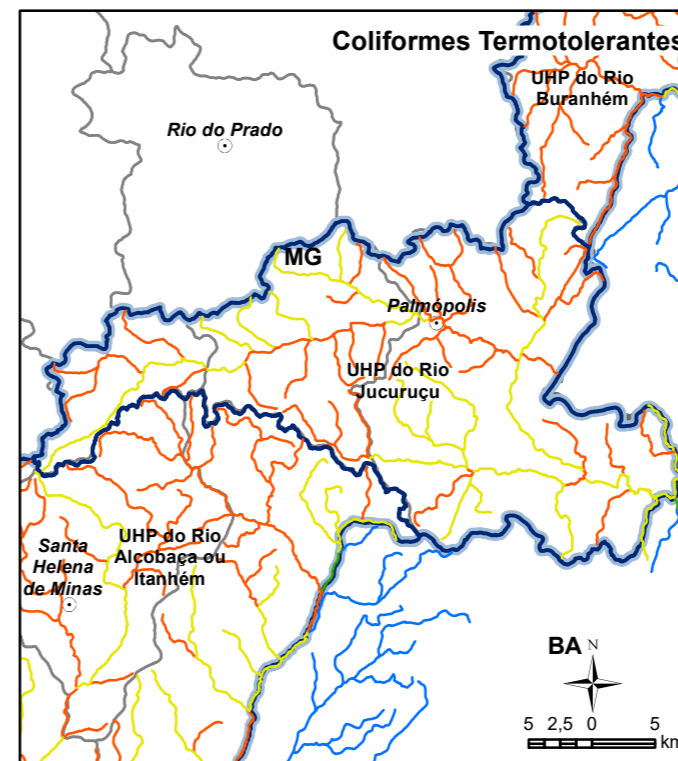 Coliformes Termotolerantes
UHP do Rio
Buranhém
Rio do Prado
MG
Palmópolis
UHP do Rio
Jucuruçu
UHP do Rio
Alcobaça ou
Itanhém
Santa
Helena
de Minas
BA
N
5 2,5 0 5
km